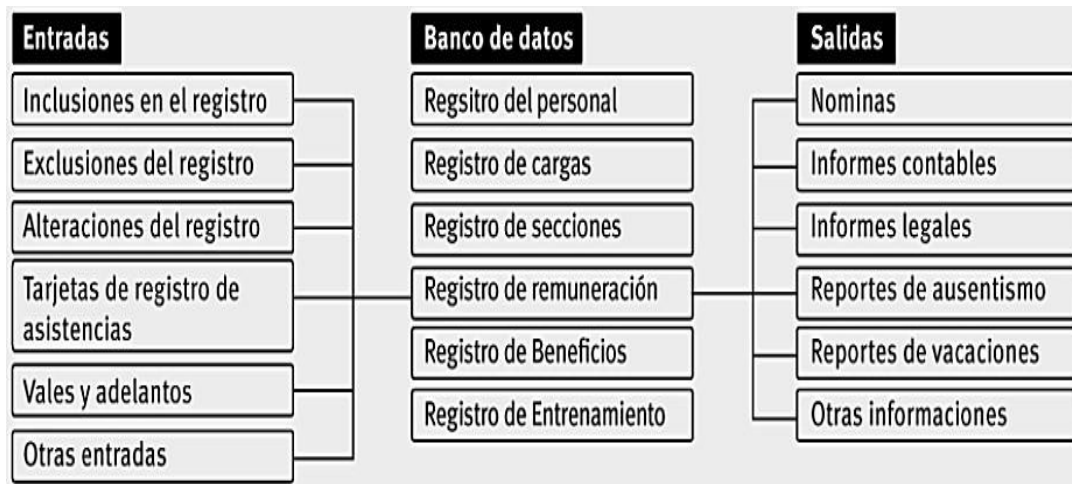 Entradas
Inclusiones en el registro
Exclusiones del registro
Alteraciones del registro
Tarjetas de registro de
asistencias
Vales y adelantos
Otras entradas
Banco de datos
Regsitro del personal
Registro de cargas
Registro de secciones
Registro de remuneración
Registro de Beneficios
Registro de Entrenamiento
Salidas
Nominas
Informes contables
Informes legales
Reportes de ausentismo
Reportes de vacaciones
Otras informaciones